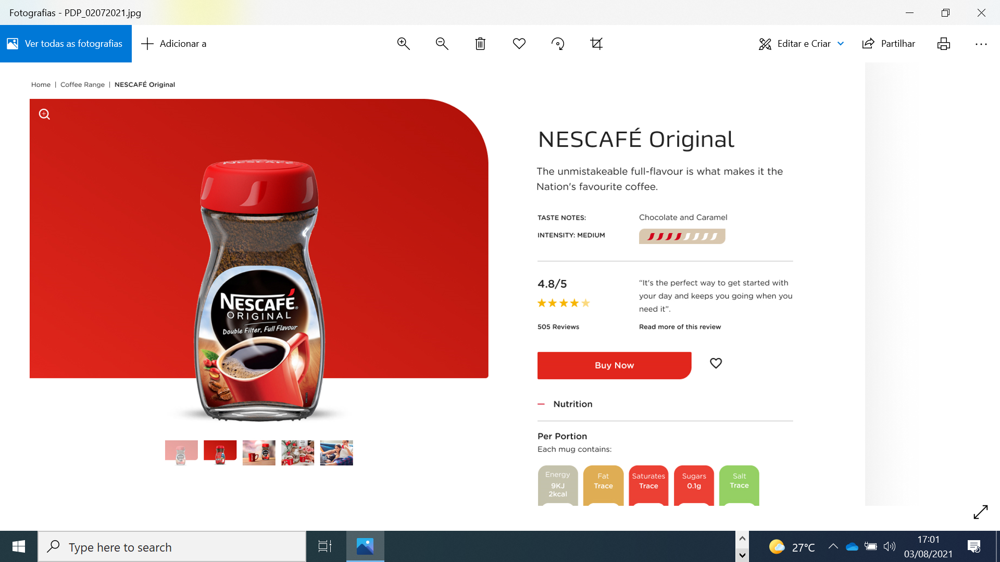 Fotografias - PDP_02072021.jpg
Ver todas as fotografias
Adicionar a
Editar e Criar
Partilhar
Home | Coffee Range | NESCAFÉ Original
NESCAFÉ
NESCAFÉ
ORIGINAL
Double Filter, Full Flavour
NESCAFÉ Original
The unmistakeable full-flavour is what makes it the
Nation's favourite coffee.
TASTE NOTES: Chocolate and Caramel
INTENSITY: MEDIUM
4.8/5
505 Reviews
“It's the perfect way to get started with
your day and keeps you going when you
need it”.
Read more of this review
Buy Now
Nutrition
Per Portion
Each mug contains:
Energy
9KJ
2kcal
Fat
Trace
Saturates
Trace
Sugars
0.1g
Salt
Trace
Type here to search
27°C
17:01
03/08/2021